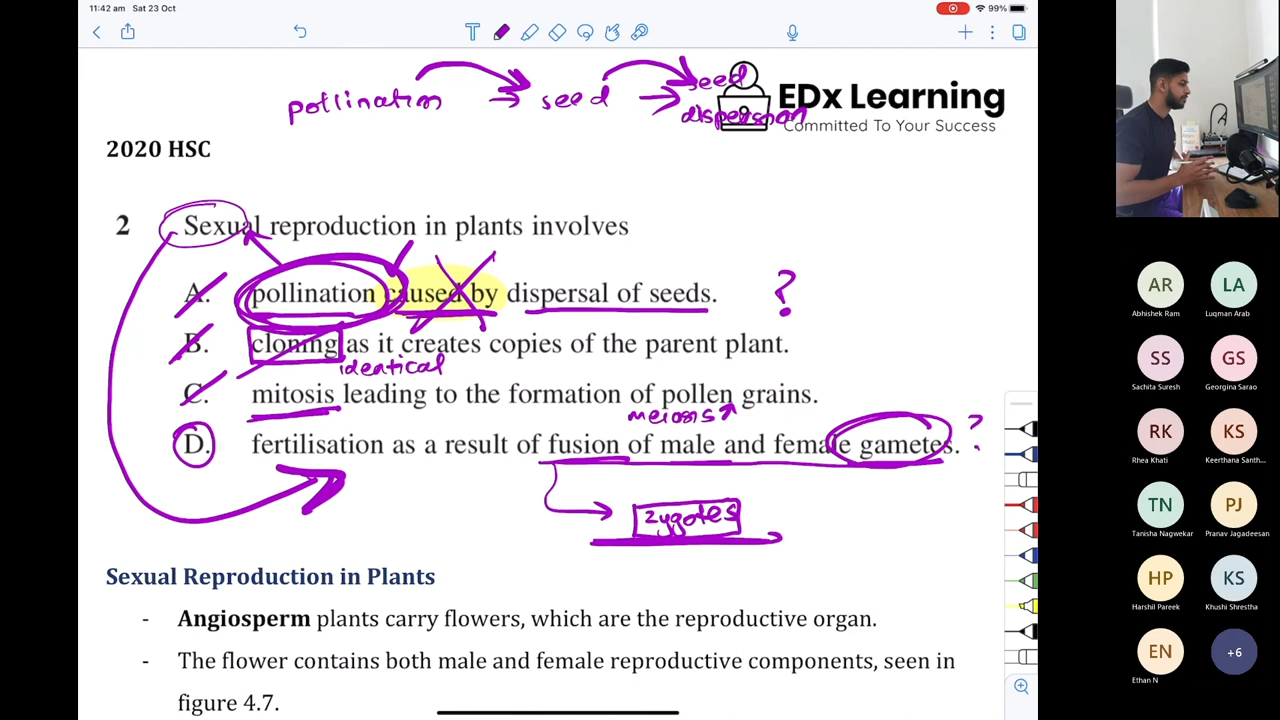 11:42 am Sat 23 Oct
99%
T
pollination → seed → seed
dispersion
EDx Learning
Committed To Your Success
2020 HSC
2 Sexual reproduction in plants involves
A. pollination caused by dispersal of seeds. ?
B. cloning as it creates copies of the parent plant.
identical
C. mitosis leading to the formation of pollen grains.
meiosis
D. fertilisation as a result of fusion of male and female gametes. ?
zygotes
Sexual Reproduction in Plants
- Angiosperm plants carry flowers, which are the reproductive organ.
- The flower contains both male and female reproductive components, seen in
figure 4.7.
AR LA
Abhishek Ram Luqman Arab
SS GS
Sachita Suresh Georgina Sarao
RK KS
Rhea Khati Keerthana Santh...
TN PJ
Tanisha Nagwekar Pranav Jagadeesan
HP KS
Harshil Pareek Khushi Shrestha
EN +6
Ethan N